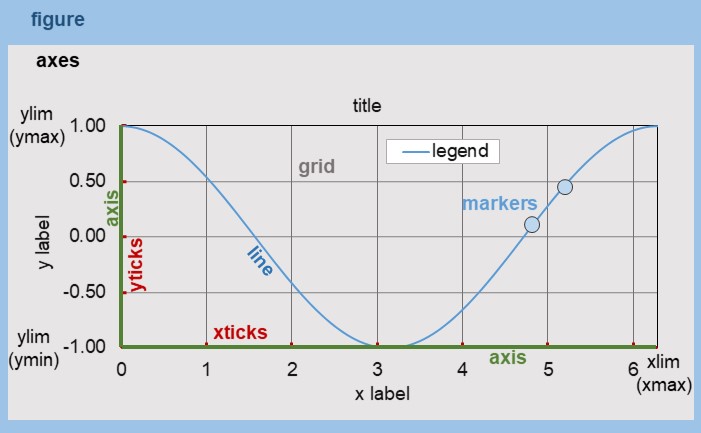 figure
axes
title
ylim
(ymax)
1.00
legend
grid
0.50
markers
axis
0.00
y label
yticks
line
-0.50
xticks
ylim
(ymin)
-1.00
axis
0 1 2 3 4 5 6
xlim
(xmax)
x label